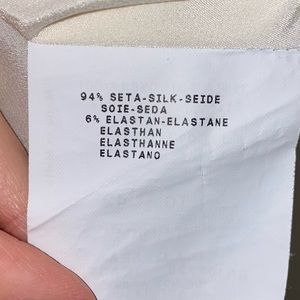 94% SETA-SILK-SEIDE
SOIE-SEDA
6% ELASTAN-ELASTANE
ELASTHAN
ELASTHANNE
ELASTANO